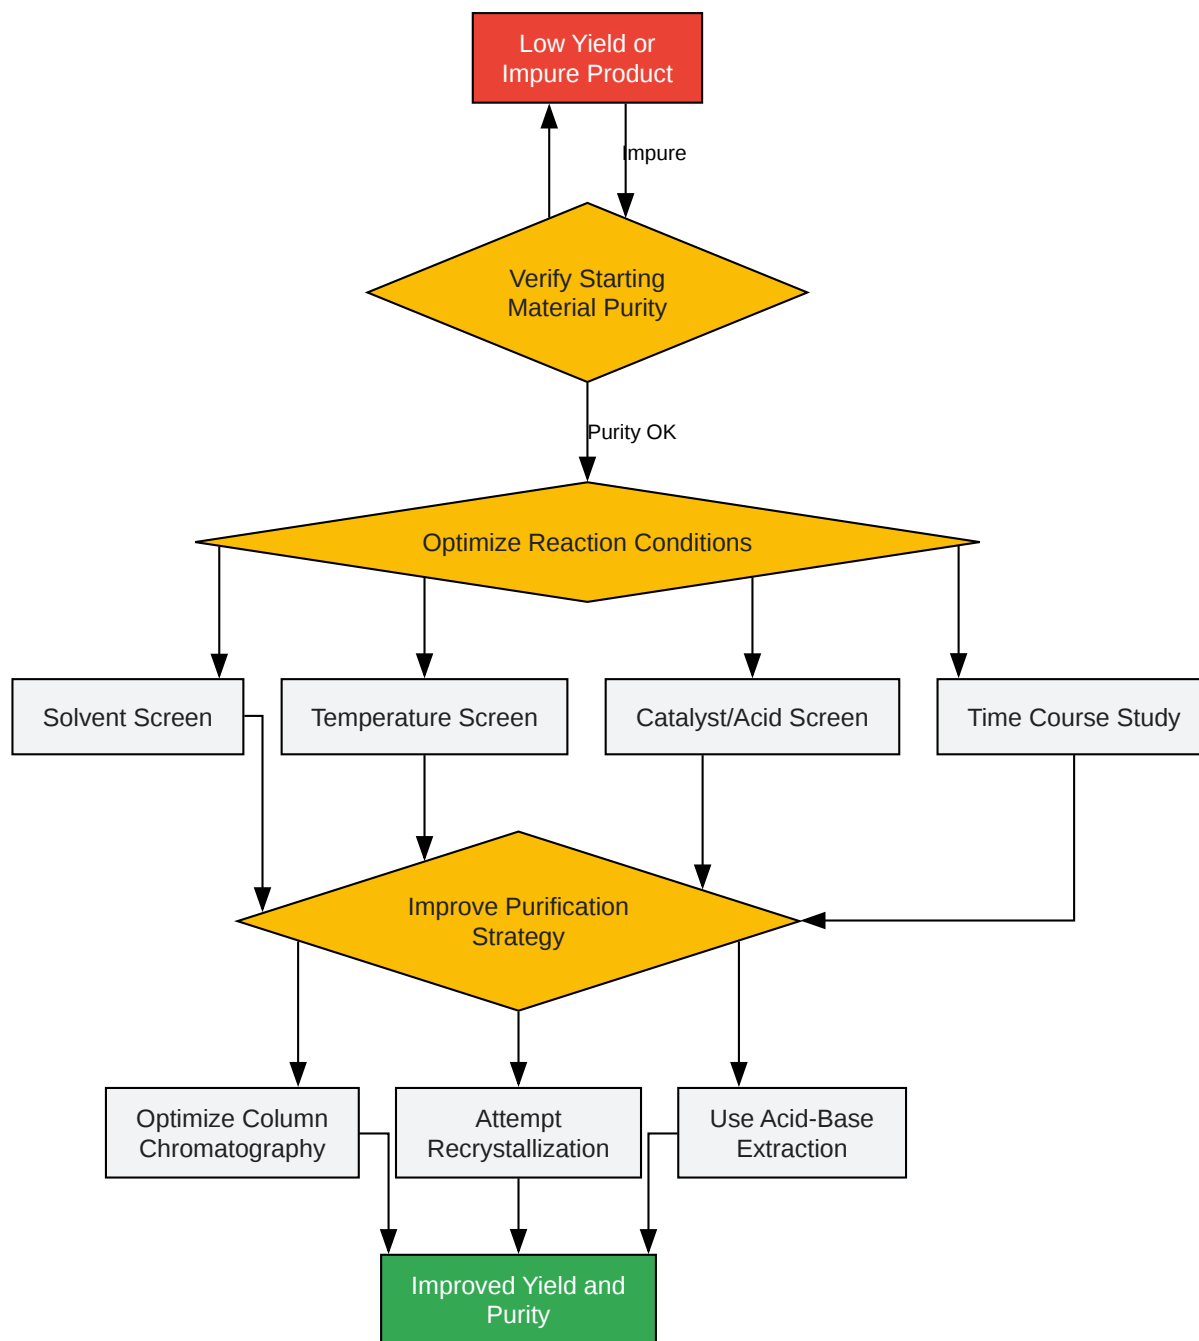 Low Yield or
Impure Product
Impure
Verify Starting
Material Purity
Purity OK
Optimize Reaction Conditions
Solvent Screen
Temperature Screen
Catalyst/Acid Screen
Time Course Study
Improve Purification
Strategy
Optimize Column
Chromatography
Attempt
Recrystallization
Use Acid-Base
Extraction
Improved Yield and
Purity